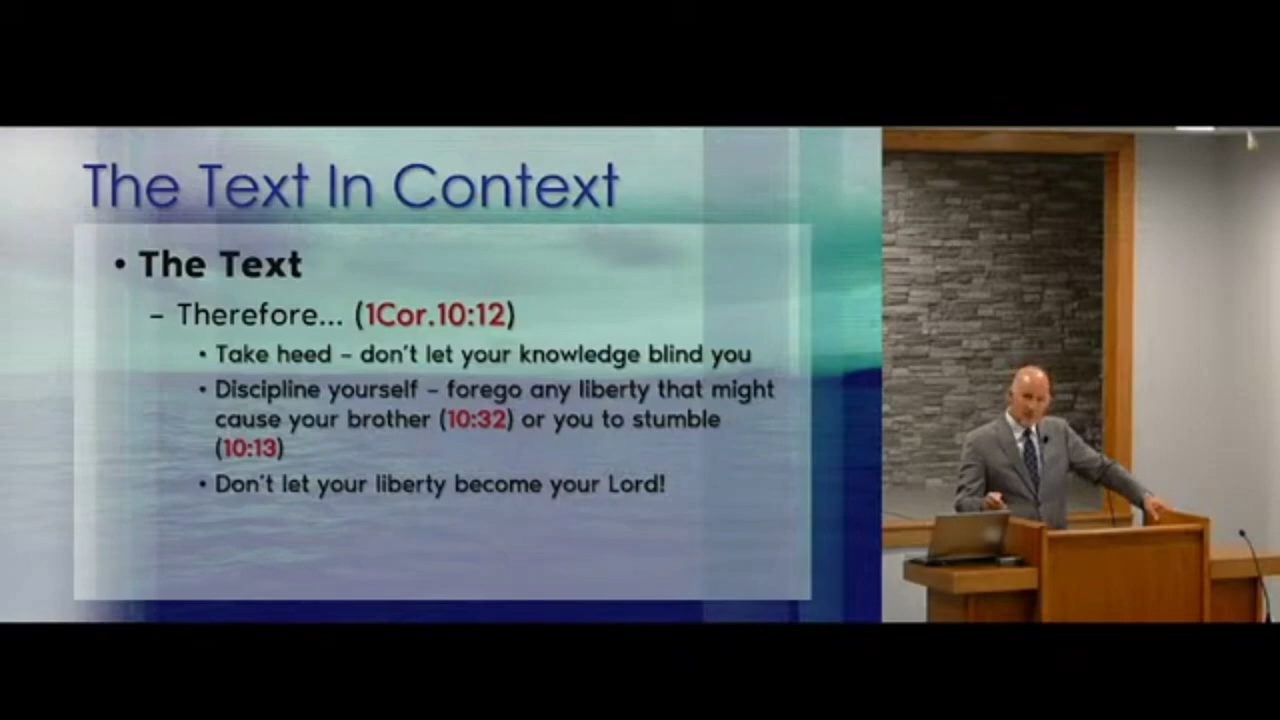 The Text In Context
• The Text
– Therefore... (1Cor.10:12)
• Take heed – don't let your knowledge blind you
• Discipline yourself – forego any liberty that might
cause your brother (10:32) or you to stumble
(10:13)
• Don't let your liberty become your Lord!